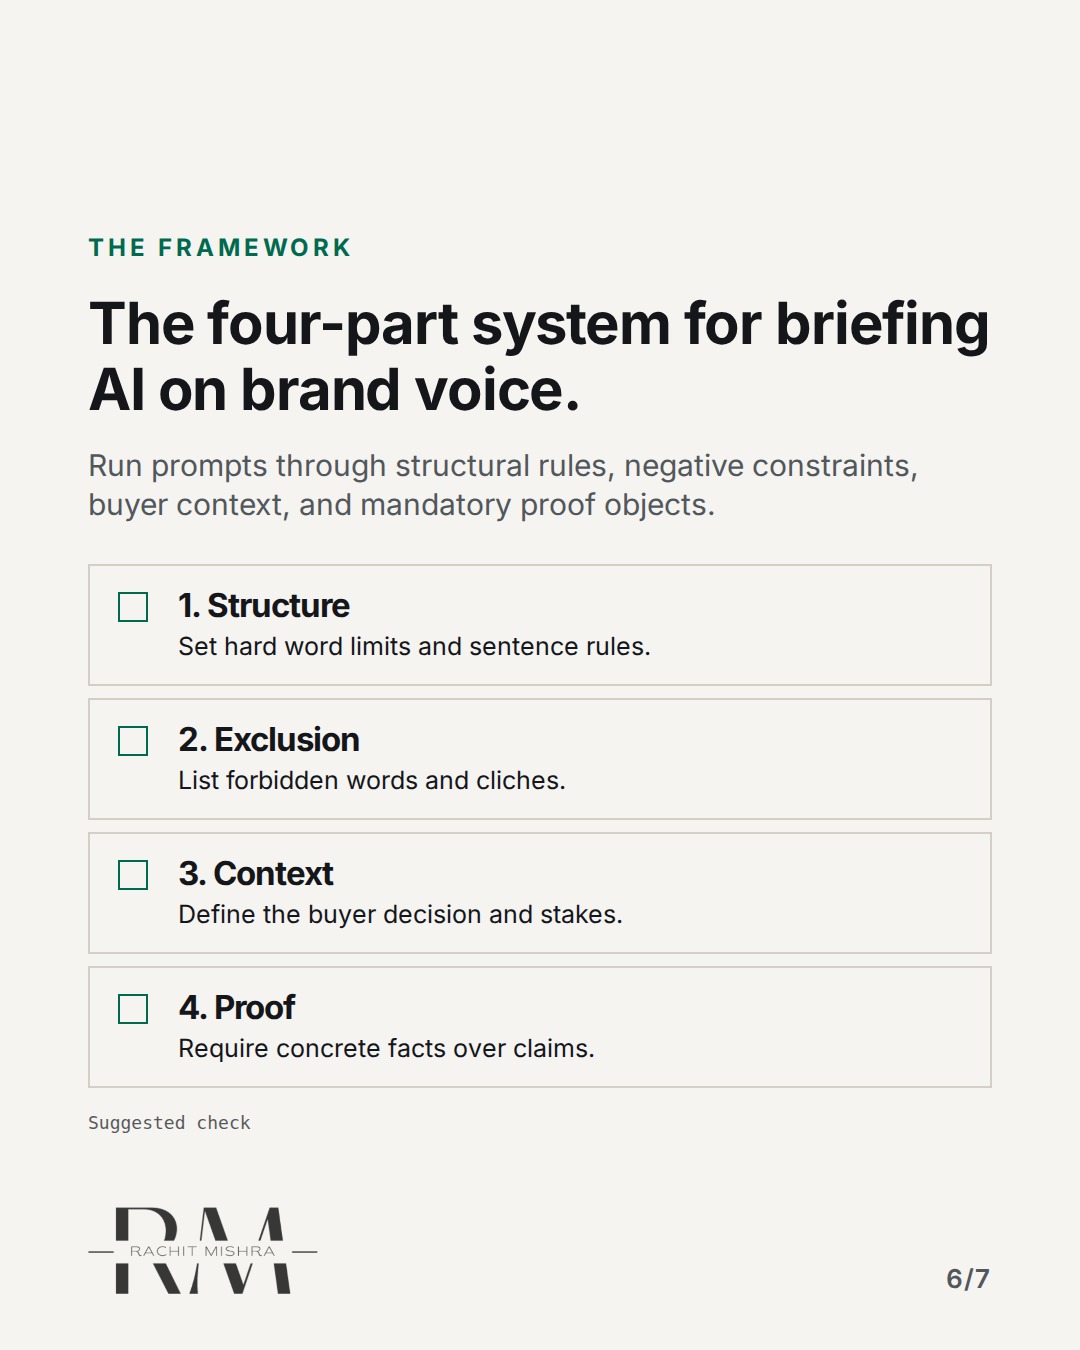 THE FRAMEWORK
The four-part system for briefing
AI on brand voice.
Run prompts through structural rules, negative constraints,
buyer context, and mandatory proof objects.
1. Structure
Set hard word limits and sentence rules.
2. Exclusion
List forbidden words and cliches.
3. Context
Define the buyer decision and stakes.
4. Proof
Require concrete facts over claims.
Suggested check
RM
RACHIT MISHRA
6/7